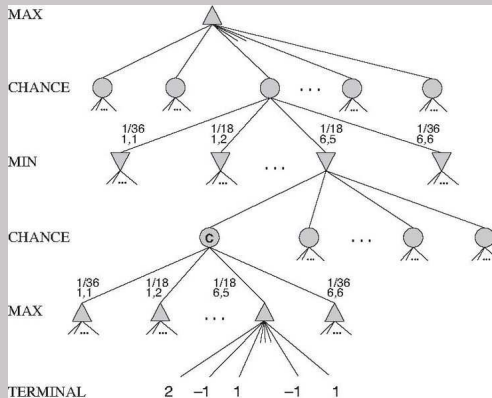 MAX
CHANCE
...
1/36 1/18 1/18 1/36
1,1 1,2 6,5 6,6
MIN
...
CHANCE
C
...
1/36 1/18 1/18 1/36
1,1 1,2 6,5 6,6
MAX
...
TERMINAL 2 –1 1 –1 1